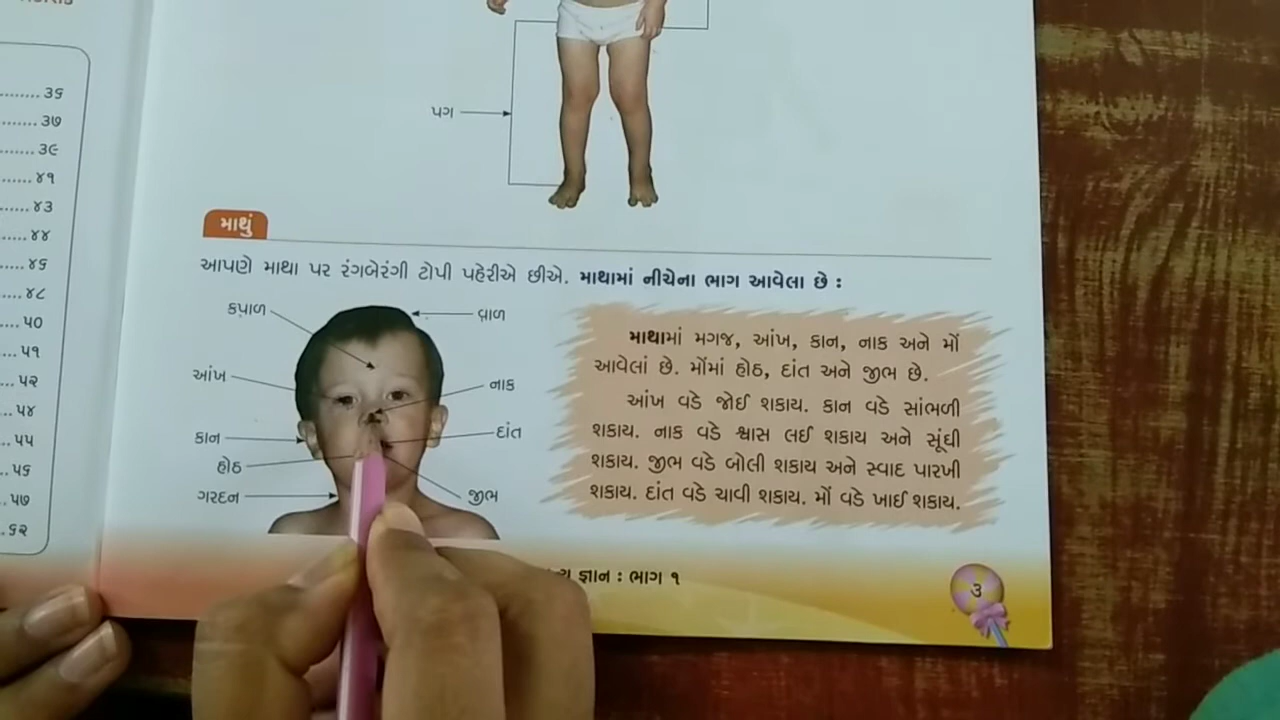 ૩૬
૩૭
૩૯
૪૧
૪૩
૪૪
૪૬
૪૮
૫૦
૫૧
૫૨
૫૪
૫૫
૫૬
૫૭
૬૨
પગ
માથું
આપણે માથા પર રંગબેરંગી ટોપી પહેરીએ છીએ. માથામાં નીચેના ભાગ આવેલા છે :
કપાળ
વાળ
આંખ
નાક
કાન
દાંત
હોઠ
ગરદન
જીભ
માથામાં મગજ, આંખ, કાન, નાક અને મોં
આવેલાં છે. મોંમાં હોઠ, દાંત અને જીભ છે.
આંખ વડે જોઈ શકાય. કાન વડે સાંભળી
શકાય. નાક વડે શ્વાસ લઈ શકાય અને સૂંઘી
શકાય. જીભ વડે બોલી શકાય અને સ્વાદ પારખી
શકાય. દાંત વડે ચાવી શકાય. મોં વડે ખાઈ શકાય.
જ્ઞાન : ભાગ ૧
૩